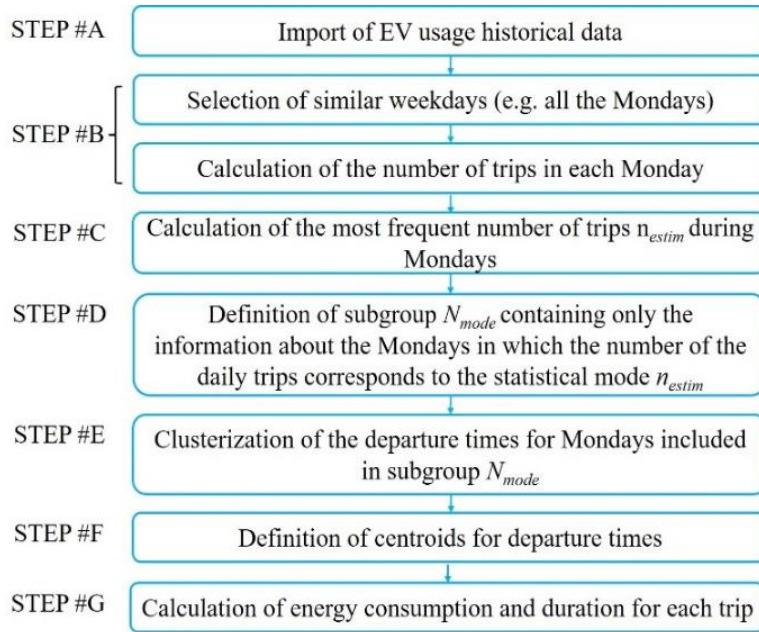 STEP #A
Import of EV usage historical data
STEP #B
Selection of similar weekdays (e.g. all the Mondays)
Calculation of the number of trips in each Monday
STEP #C
Calculation of the most frequent number of trips n_estim during
Mondays
STEP #D
Definition of subgroup N_mode containing only the
information about the Mondays in which the number of the
daily trips corresponds to the statistical mode n_estim
STEP #E
Clusterization of the departure times for Mondays included
in subgroup N_mode
STEP #F
Definition of centroids for departure times
STEP #G
Calculation of energy consumption and duration for each trip